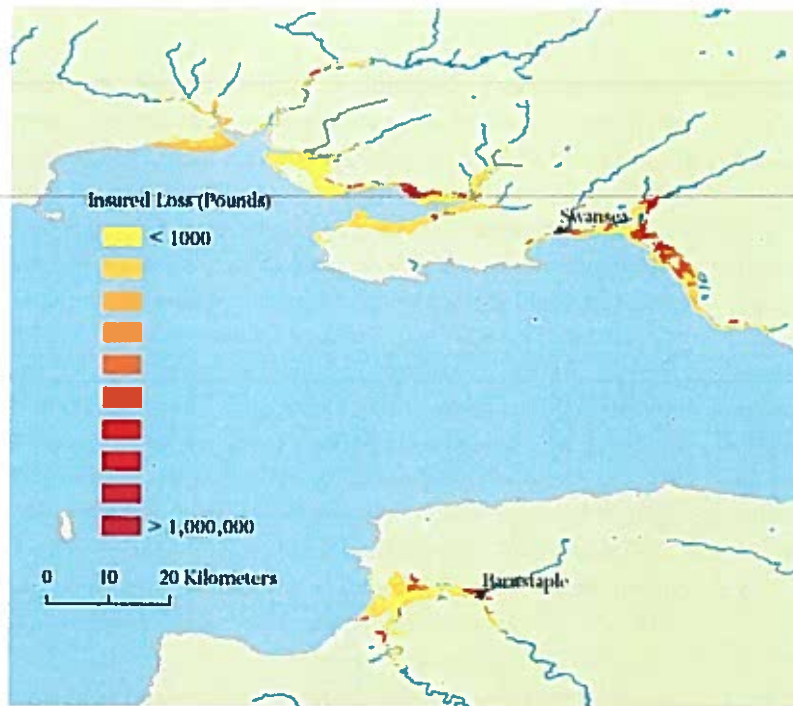 Insured Loss (Pounds)
< 1000
Swansea
> 1,000,000
0 10 20 Kilometers
Barnstaple